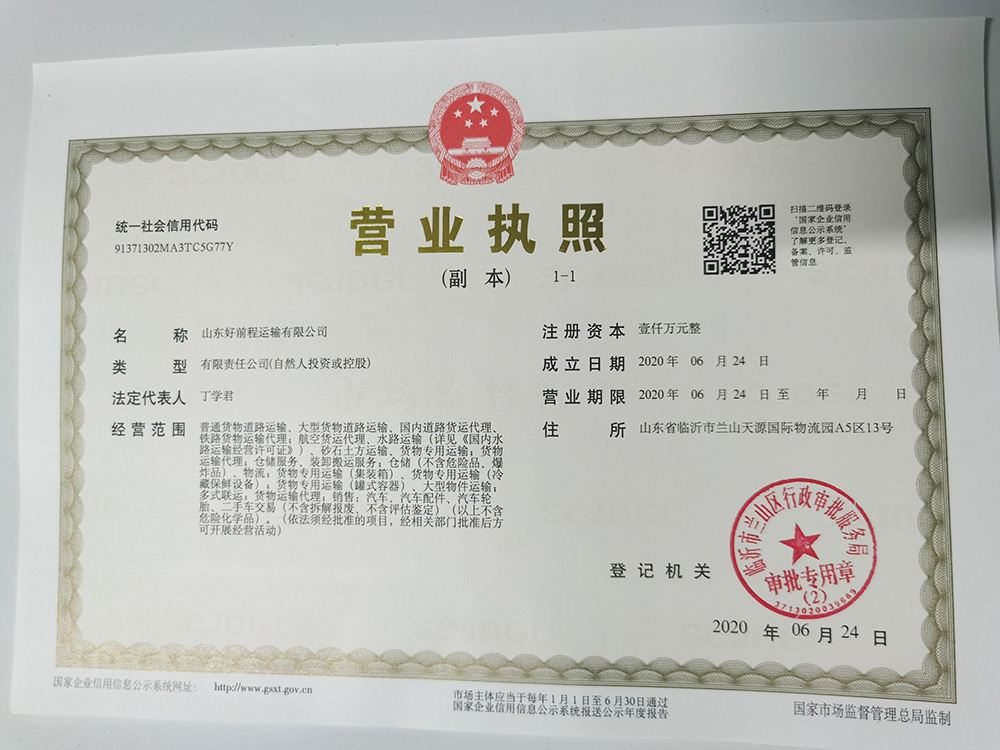 统一社会信用代码
91371302MA3TC5G77Y
营业执照
(副 本) 1-1
扫描二维码登录
'国家企业信用
信息公示系统'
了解更多登记、
备案、许可、监
管信息
名称 山东好前程运输有限公司
类型 有限责任公司(自然人投资或控股)
法定代表人 丁学君
经营范围 普通货物道路运输、大型货物道路运输、国内道路货运代理、
铁路货物运输代理；航空货运代理、水路运输（详见《国内水
路运输经营许可证》）、砂石土方运输、货物专用运输；货物
运输代理；仓储服务、装卸搬运服务；仓储（不含危险品、爆
炸品）、物流；货物专用运输（集装箱）、货物专用运输（冷
藏保鲜设备）；货物专用运输（罐式容器）、大型物件运输；
多式联运；货物运输代理；销售：汽车、汽车配件、汽车轮
胎、二手车交易（不含拆解报废、不含评估鉴定）（以上不含
危险化学品）。（依法须经批准的项目，经相关部门批准后方
可开展经营活动）
注册资本 壹仟万元整
成立日期 2020 年 06 月 24 日
营业期限 2020 年 06 月 24 日 至 年 月 日
住所 山东省临沂市兰山天源国际物流园A5区13号
登记机关
临沂市兰山区行政审批服务局
审批专用章
(2)
3713020039689
2020 年 06 月 24 日
国家企业信用信息公示系统网址： http://www.gsxt.gov.cn
市场主体应当于每年1月1日至6月30日通过
国家企业信用信息公示系统报送公示年度报告
国家市场监督管理总局监制